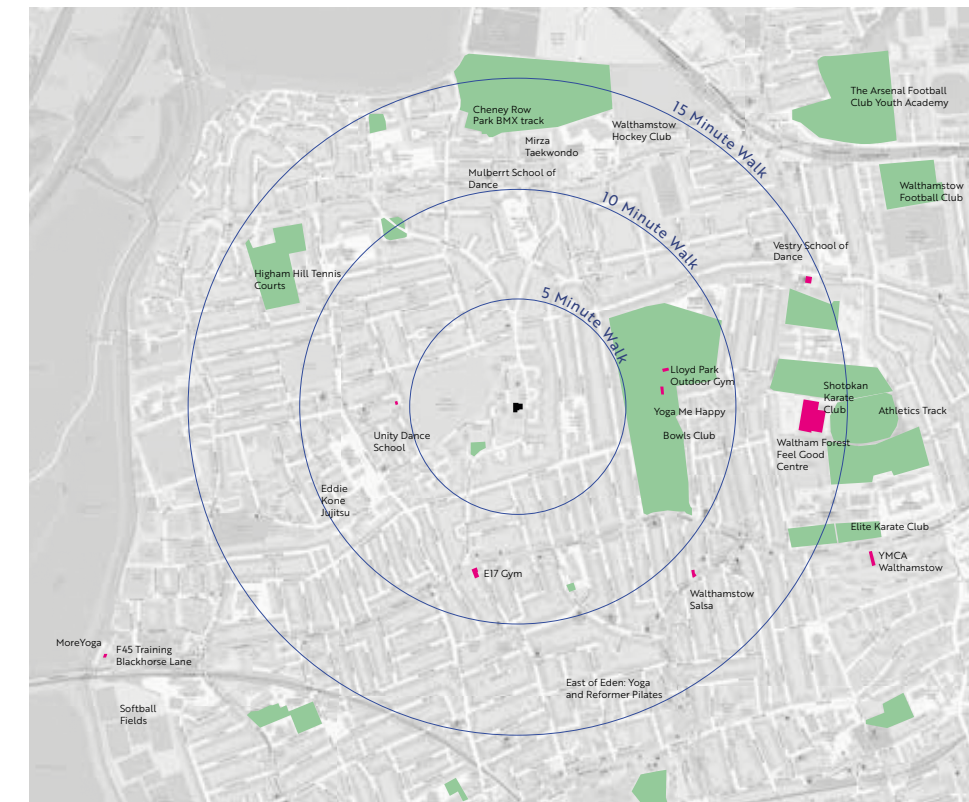 The Arsenal Football
Club Youth Academy
Cheney Row
Park BMX track
15 Minute Walk
Walthamstow
Hockey Club
Mirza
Taekwondo
Mulberrt School of
Dance
Walthamstow
Football Club
10 Minute Walk
Vestry School of
Dance
Higham Hill Tennis
Courts
5 Minute Walk
Lloyd Park
Outdoor Gym
Shotokan
Karate
Club
Yoga Me Happy
Athletics Track
Bowls Club
Unity Dance
School
Waltham Forest
Feel Good
Centre
Eddie
Kone
Jujitsu
Elite Karate Club
YMCA
Walthamstow
E17 Gym
Walthamstow
Salsa
MoreYoga
F45 Training
Blackhorse Lane
East of Eden: Yoga
and Reformer Pilates
Softball
Fields